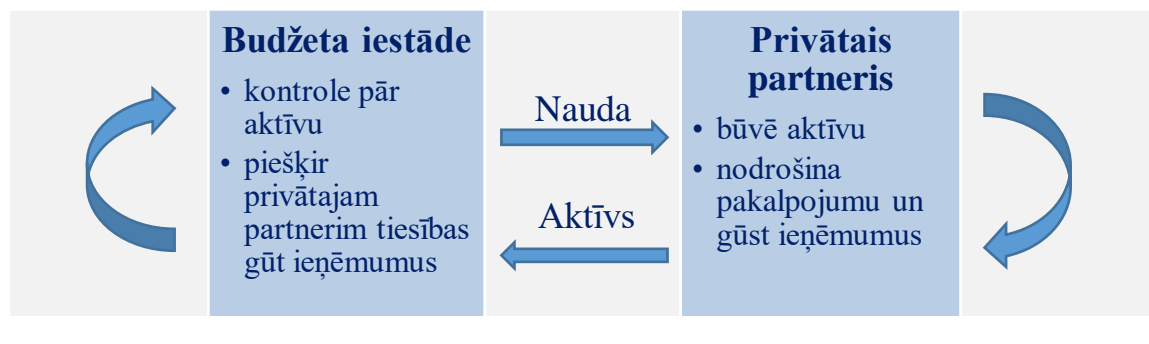 Budžeta iestāde
• kontrole pār
aktīvu
• piešķir
privātajam
partnerim tiesības
gūt ieņēmumus
Nauda
Aktīvs
Privātais
partneris
• būvē aktīvu
• nodrošina
pakalpojumu un
gūst ieņēmumus